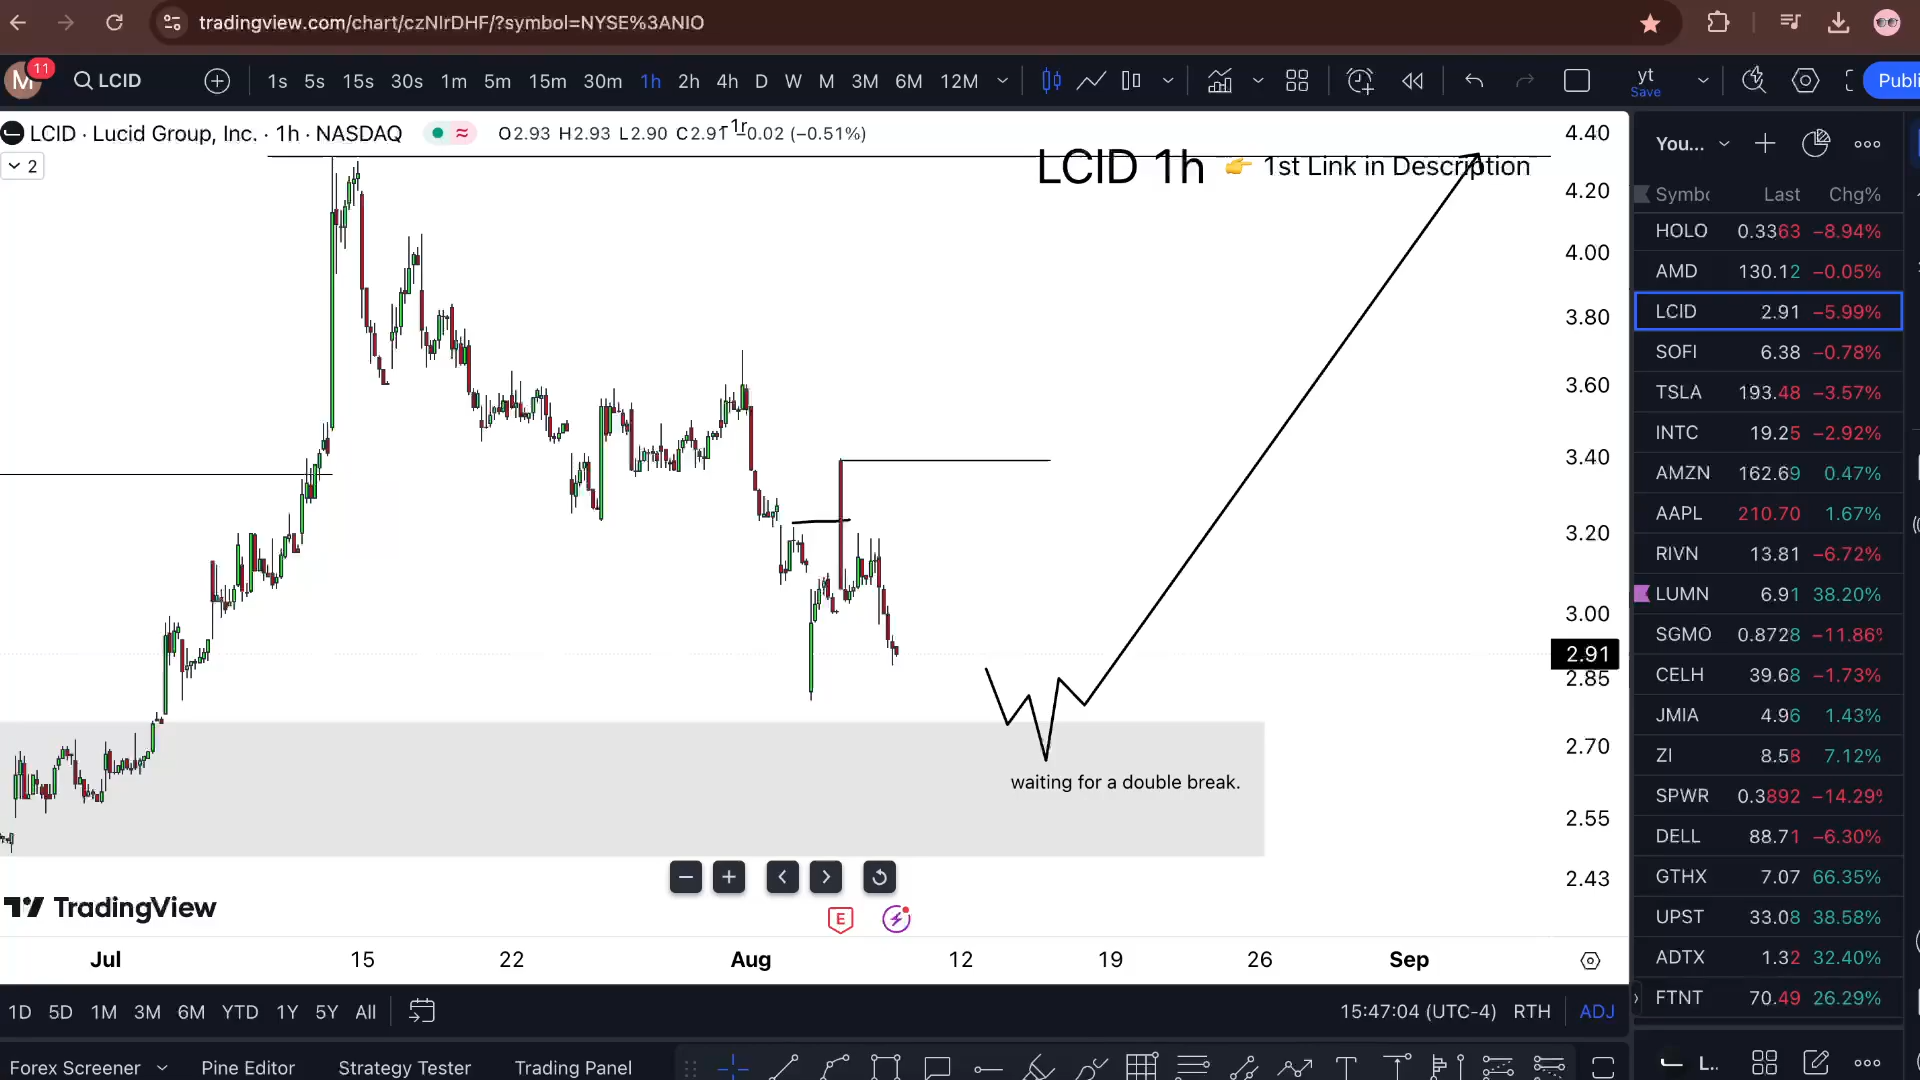 tradingview.com/chart/czNlrDHF/?symbol=NYSE%3ANIO
M 11 LCID 1s 5s 15s 30s 1m 5m 15m 30m 1h 2h 4h D W M 3M 6M 12M yt Save Publi
LCID · Lucid Group, Inc. · 1h · NASDAQ O2.93 H2.93 L2.90 C2.91 −0.02 (−0.51%)
2
LCID 1h 👉 1st Link in Description
waiting for a double break.
4.40
4.20
4.00
3.80
3.60
3.40
3.20
3.00
2.91
2.85
2.70
2.55
2.43
TradingView
E
Jul 15 22 Aug 12 19 26 Sep
1D 5D 1M 3M 6M YTD 1Y 5Y All 15:47:04 (UTC-4) RTH ADJ
Forex Screener Pine Editor Strategy Tester Trading Panel
You...
Last Chg%
HOLO 0.3363 −8.94%
AMD 130.12 −0.05%
LCID 2.91 −5.99%
SOFI 6.38 −0.78%
TSLA 193.48 −3.57%
INTC 19.25 −2.92%
AMZN 162.69 0.47%
AAPL 210.70 1.67%
RIVN 13.81 −6.72%
LUMN 6.91 38.20%
SGMO 0.8728 −11.86%
CELH 39.68 −1.73%
JMIA 4.96 1.43%
ZI 8.58 7.12%
SPWR 0.3892 −14.29%
DELL 88.71 −6.30%
GTHX 7.07 66.35%
UPST 33.08 38.58%
ADTX 1.32 32.40%
FTNT 70.49 26.29%
L..